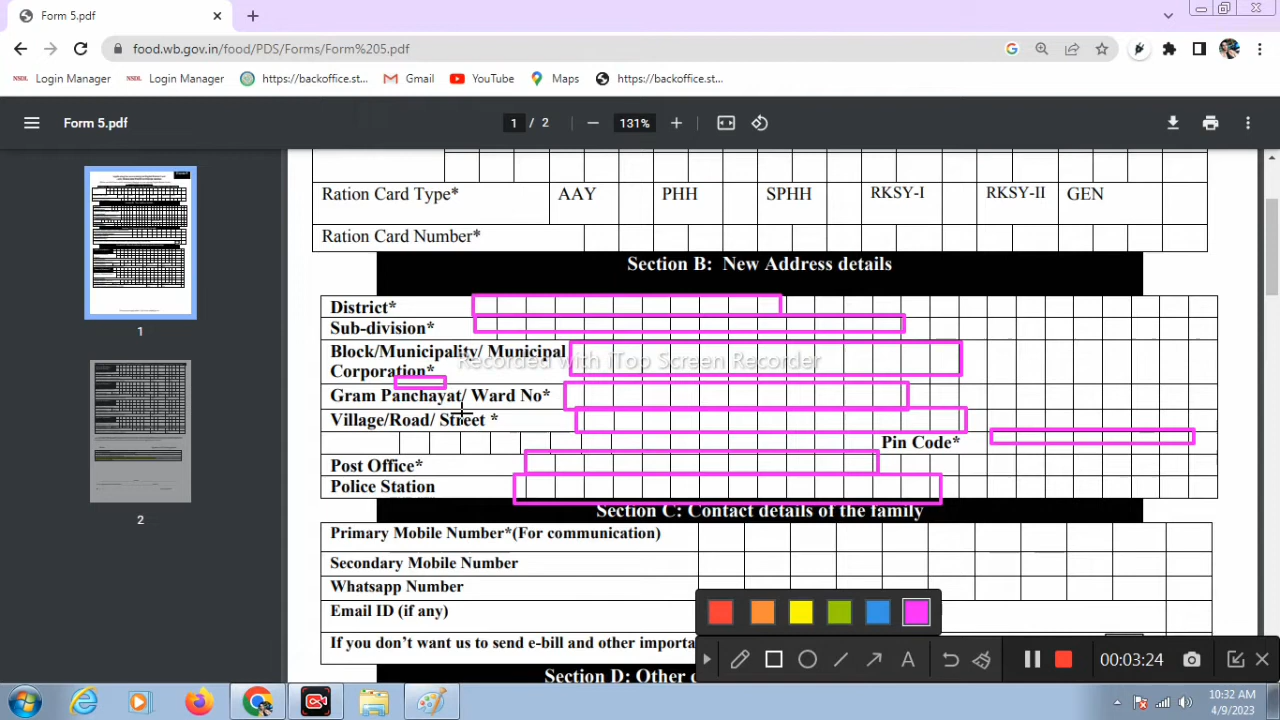 Form 5.pdf
food.wb.gov.in/food/PDS/Forms/Form%205.pdf
NSDL Login Manager NSDL Login Manager https://backoffice.st... Gmail YouTube Maps https://backoffice.st...
Form 5.pdf 1 / 2 131%
Ration Card Type* AAY PHH SPHH RKSY-I RKSY-II GEN
Ration Card Number*
Section B: New Address details
District*
Sub-division*
Block/Municipality/ Municipal
Corporation*
Recorded with iTop Screen Recorder
Gram Panchayat/ Ward No*
Village/Road/ Street *
Pin Code*
Post Office*
Police Station
Section C: Contact details of the family
Primary Mobile Number*(For communication)
Secondary Mobile Number
Whatsapp Number
Email ID (if any)
If you don't want us to send e-bill and other importa
Section D: Other
1
2
A 00:03:24
10:32 AM
4/9/2023